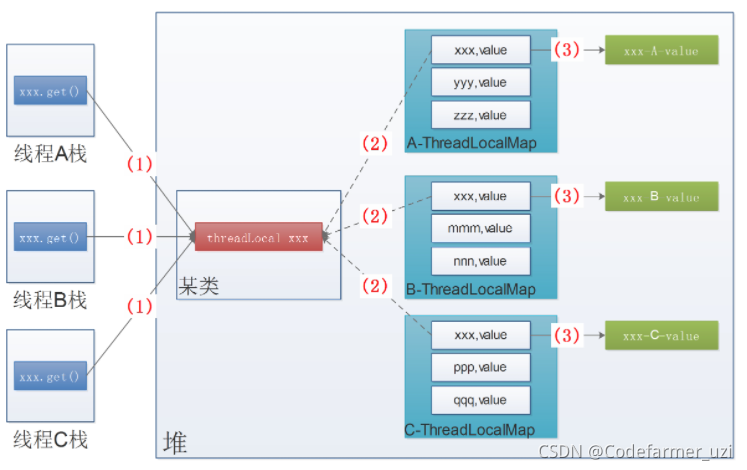 xxx.get()
线程A栈
xxx.get()
线程B栈
xxx.get()
线程C栈
(1)
(1)
(1)
threadLocal xxx
某类
堆
(2)
(2)
(2)
xxx,value
yyy,value
zzz,value
A-ThreadLocalMap
(3)
xxx-A-value
xxx,value
mmm,value
nnn,value
B-ThreadLocalMap
(3)
xxx B value
xxx,value
ppp,value
qqq,value
C-ThreadLocalMap
(3)
xxx-C-value
CSDN @Codefarmer_uzi